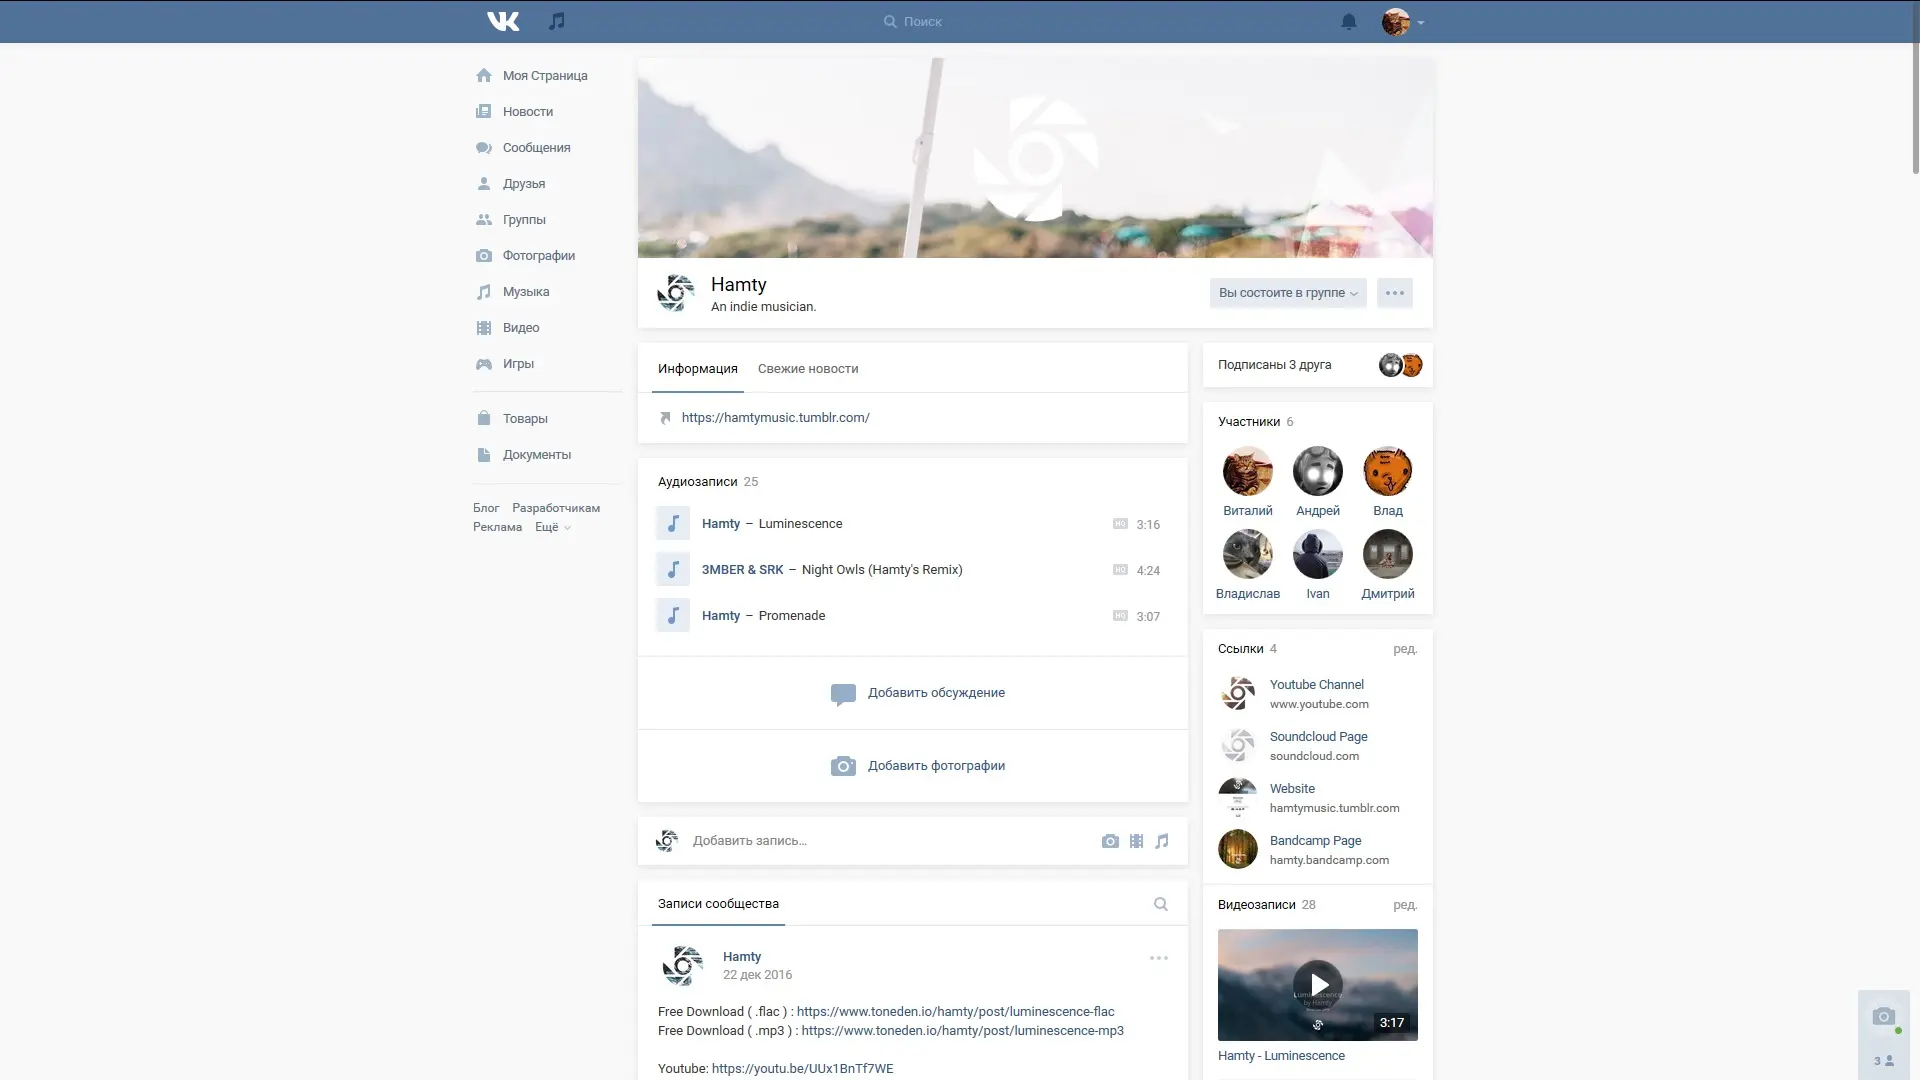 Поиск
Моя Страница
Новости
Сообщения
Друзья
Группы
Фотографии
Музыка
Видео
Игры
Товары
Документы
Блог Разработчикам
Реклама Ещё
Hamty
An indie musician.
Вы состоите в группе
Информация Свежие новости
https://hamtymusic.tumblr.com/
Аудиозаписи 25
Hamty – Luminescence HQ 3:16
3MBER & SRK – Night Owls (Hamty's Remix) HQ 4:24
Hamty – Promenade HQ 3:07
Добавить обсуждение
Добавить фотографии
Добавить запись...
Записи сообщества
Hamty
22 дек 2016
Free Download ( .flac ) : https://www.toneden.io/hamty/post/luminescence-flac
Free Download ( .mp3 ) : https://www.toneden.io/hamty/post/luminescence-mp3
Youtube: https://youtu.be/UUx1BnTf7WE
Подписаны 3 друга
Участники 6
Виталий Андрей Влад
Владислав Ivan Дмитрий
Ссылки 4 ред.
Youtube Channel
www.youtube.com
Soundcloud Page
soundcloud.com
Website
hamtymusic.tumblr.com
Bandcamp Page
hamty.bandcamp.com
Видеозаписи 28 ред.
Luminescence
by Hamty
3:17
Hamty - Luminescence
3